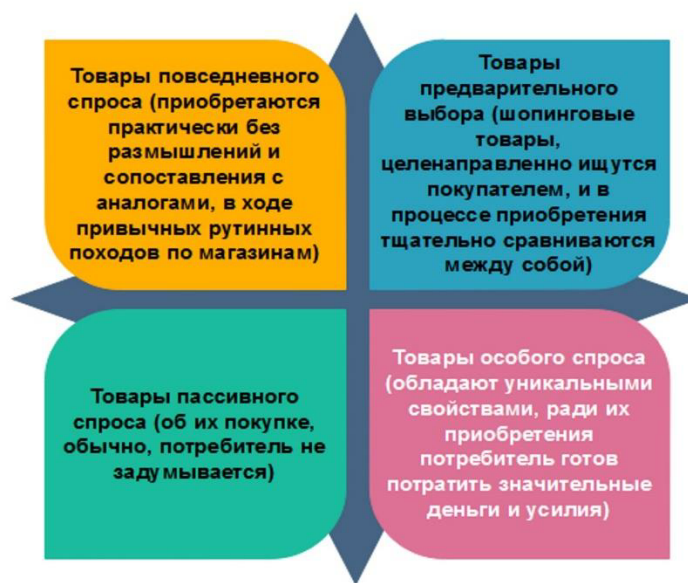 Товары повседневного
спроса (приобретаются
практически без
размышлений и
сопоставления с
аналогами, в ходе
привычных рутинных
походов по магазинам)
Товары
предварительного
выбора (шопинговые
товары,
целенаправленно ищутся
покупателем, и в
процессе приобретения
тщательно сравниваются
между собой)
Товары пассивного
спроса (об их покупке,
обычно, потребитель не
задумывается)
Товары особого спроса
(обладают уникальными
свойствами, ради их
приобретения
потребитель готов
потратить значительные
деньги и усилия)